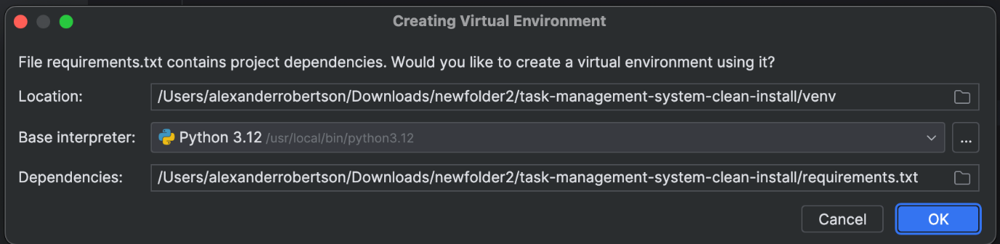 Creating Virtual Environment
File requirements.txt contains project dependencies. Would you like to create a virtual environment using it?
Location: /Users/alexanderrobertson/Downloads/newfolder2/task-management-system-clean-install/venv
Base interpreter: Python 3.12 /usr/local/bin/python3.12 ...
Dependencies: /Users/alexanderrobertson/Downloads/newfolder2/task-management-system-clean-install/requirements.txt
Cancel OK